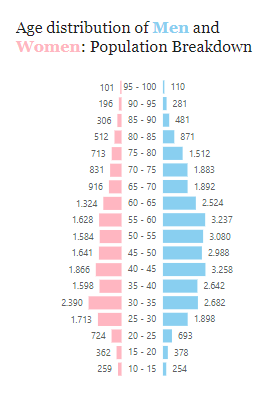 Age distribution of Men and
Women: Population Breakdown
101 95 - 100 110
196 90 - 95 281
306 85 - 90 481
512 80 - 85 871
713 75 - 80 1.512
831 70 - 75 1.883
916 65 - 70 1.892
1.324 60 - 65 2.524
1.628 55 - 60 3.237
1.584 50 - 55 3.080
1.641 45 - 50 2.988
1.866 40 - 45 3.258
1.598 35 - 40 2.642
2.390 30 - 35 2.682
1.713 25 - 30 1.898
724 20 - 25 693
362 15 - 20 378
259 10 - 15 254